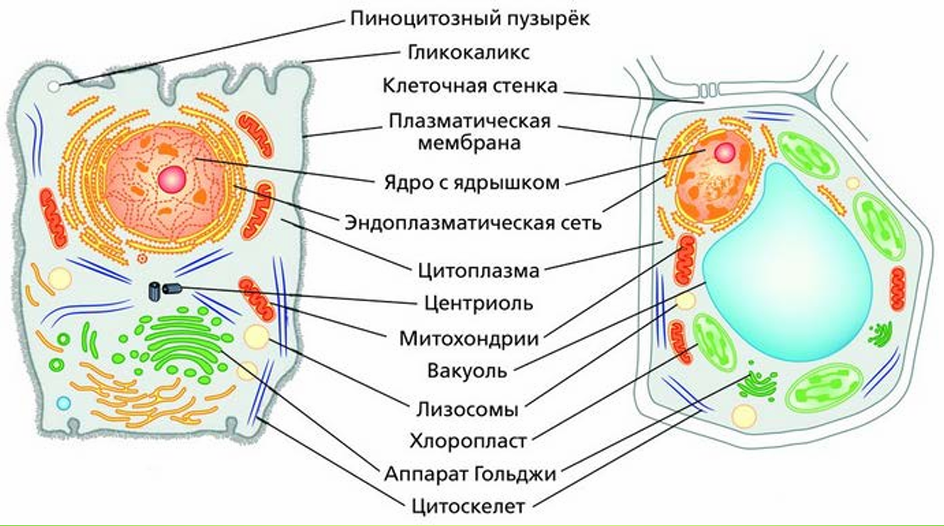 Пиноцитозный пузырёк
Гликокаликс
Клеточная стенка
Плазматическая
мембрана
Ядро с ядрышком
Эндоплазматическая сеть
Цитоплазма
Центриоль
Митохондрии
Вакуоль
Лизосомы
Хлоропласт
Аппарат Гольджи
Цитоскелет